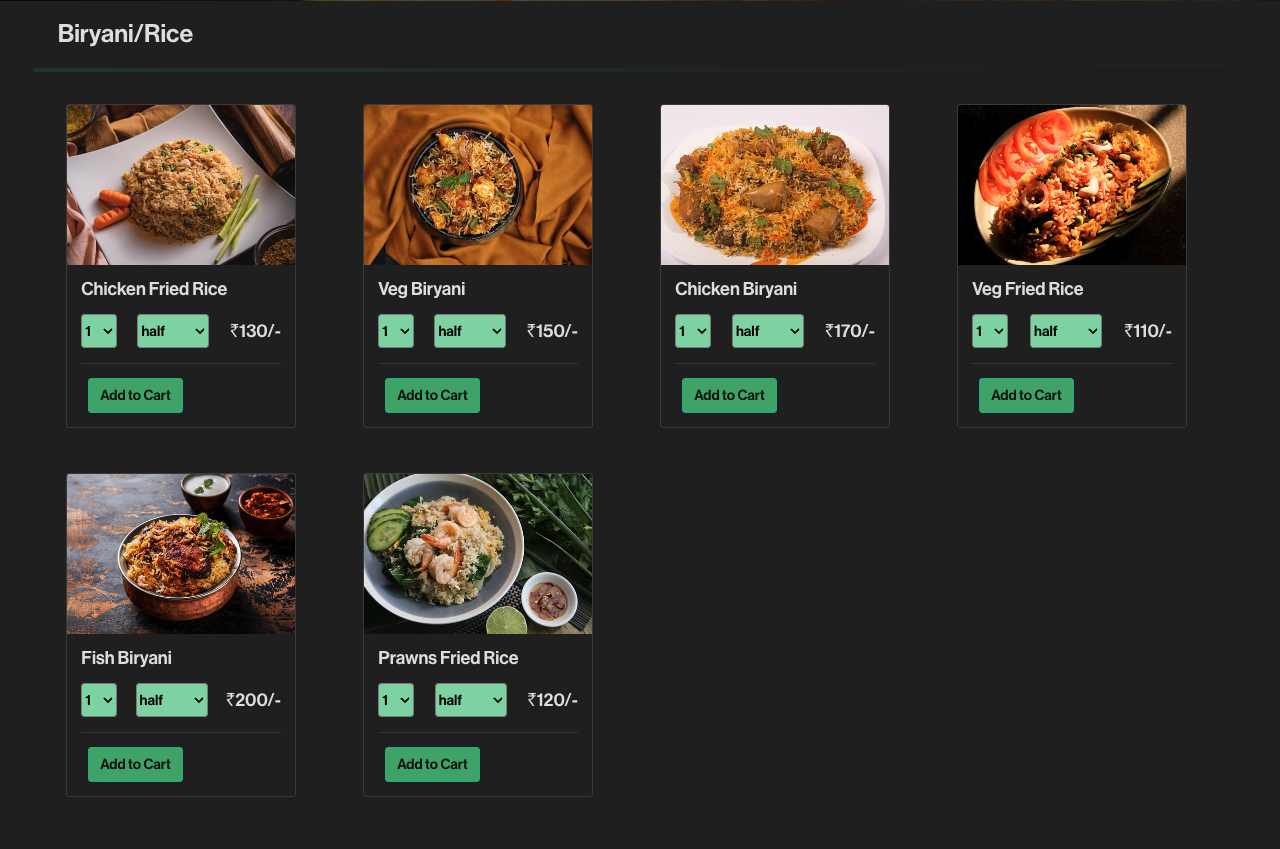 Biryani/Rice
Chicken Fried Rice
1 half ₹130/-
Add to Cart
Veg Biryani
1 half ₹150/-
Add to Cart
Chicken Biryani
1 half ₹170/-
Add to Cart
Veg Fried Rice
1 half ₹110/-
Add to Cart
Fish Biryani
1 half ₹200/-
Add to Cart
Prawns Fried Rice
1 half ₹120/-
Add to Cart